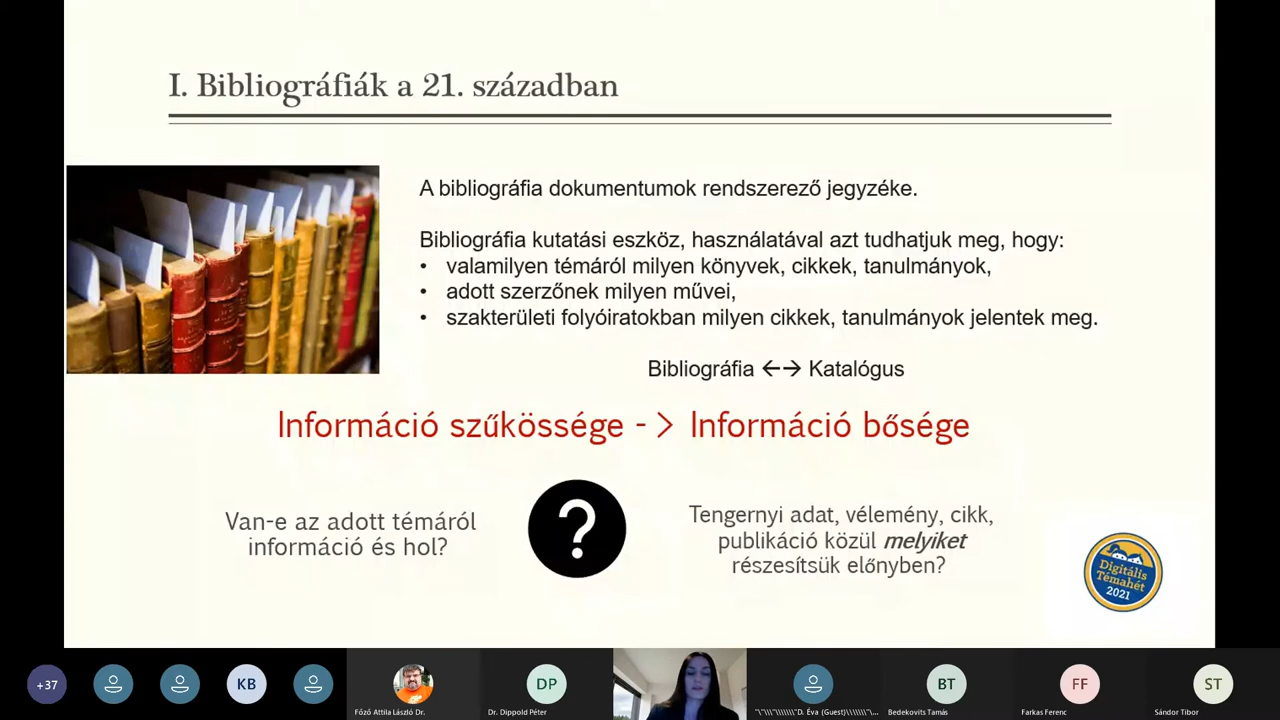 I. Bibliográfiák a 21. században
A bibliográfia dokumentumok rendszerező jegyzéke.
Bibliográfia kutatási eszköz, használatával azt tudhatjuk meg, hogy:
• valamilyen témáról milyen könyvek, cikkek, tanulmányok,
• adott szerzőnek milyen művei,
• szakterületi folyóiratokban milyen cikkek, tanulmányok jelentek meg.
Bibliográfia ←→ Katalógus
Információ szűkössége - > Információ bősége
Van-e az adott témáról
információ és hol?
?
Tengernyi adat, vélemény, cikk,
publikáció közül melyiket
részesítsük előnyben?
Digitális
Témahét
2021
+37
KB
Főző Attila László Dr.
DP
Dr. Dippold Péter
"\"\\"\\\\\\\"D. Éva (Guest)\\\\\\\"\...
BT
Bedekovits Tamás
FF
Farkas Ferenc
ST
Sándor Tibor